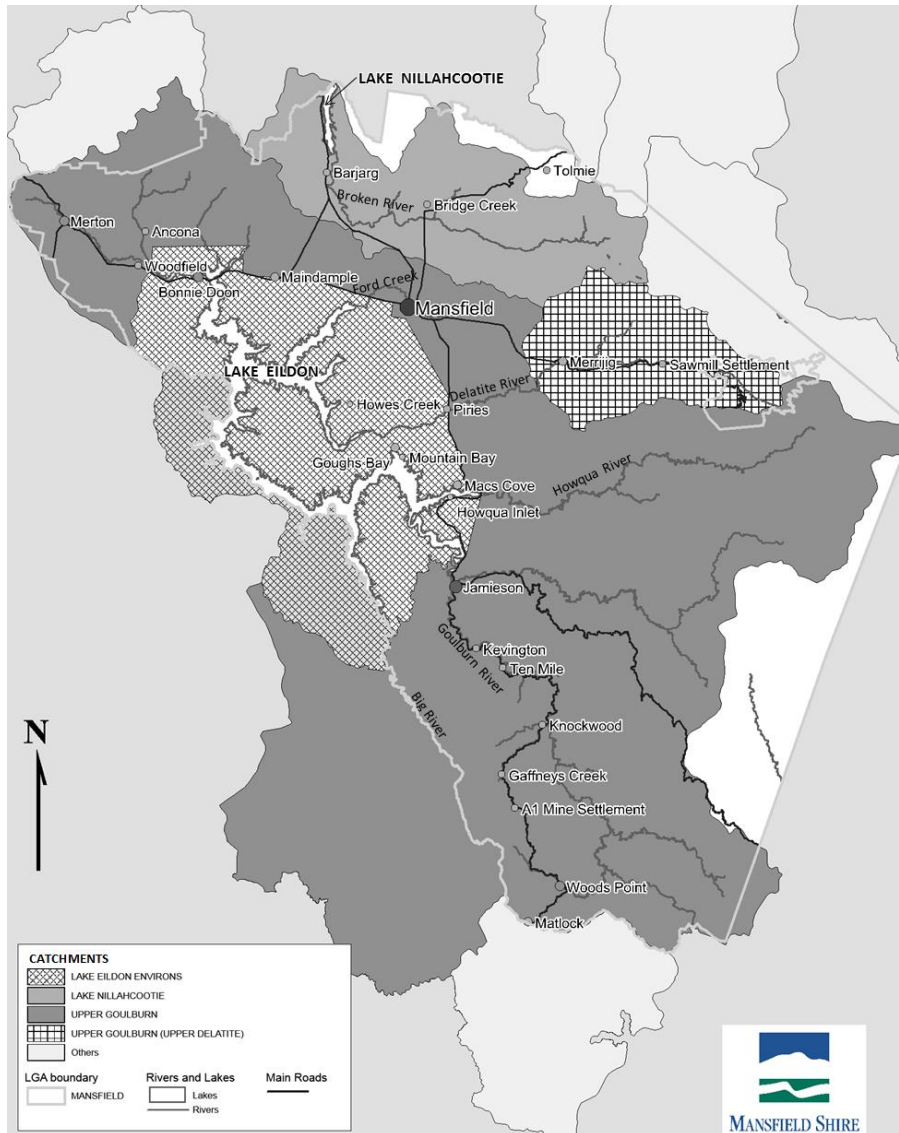 LAKE NILLAHCOOTIE
Barjarg
Tolmie
Broken River
Bridge Creek
Merton
Ancona
Woodfield
Maindample
Bonnie Doon
Ford Creek
Mansfield
Merrijig
Sawmill Settlement
LAKE EILDON
Delatite River
Howes Creek
Piries
Mountain Bay
Goughs Bay
Howqua River
Macs Cove
Howqua Inlet
Jamieson
Goulburn River
Kevington
Ten Mile
Big River
Knockwood
N
Gaffneys Creek
A1 Mine Settlement
Woods Point
Matlock
CATCHMENTS
LAKE EILDON ENVIRONS
LAKE NILLAHCOOTIE
UPPER GOULBURN
UPPER GOULBURN (UPPER DELATITE)
Others
LGA boundary
MANSFIELD
Rivers and Lakes
Lakes
Rivers
Main Roads
MANSFIELD SHIRE